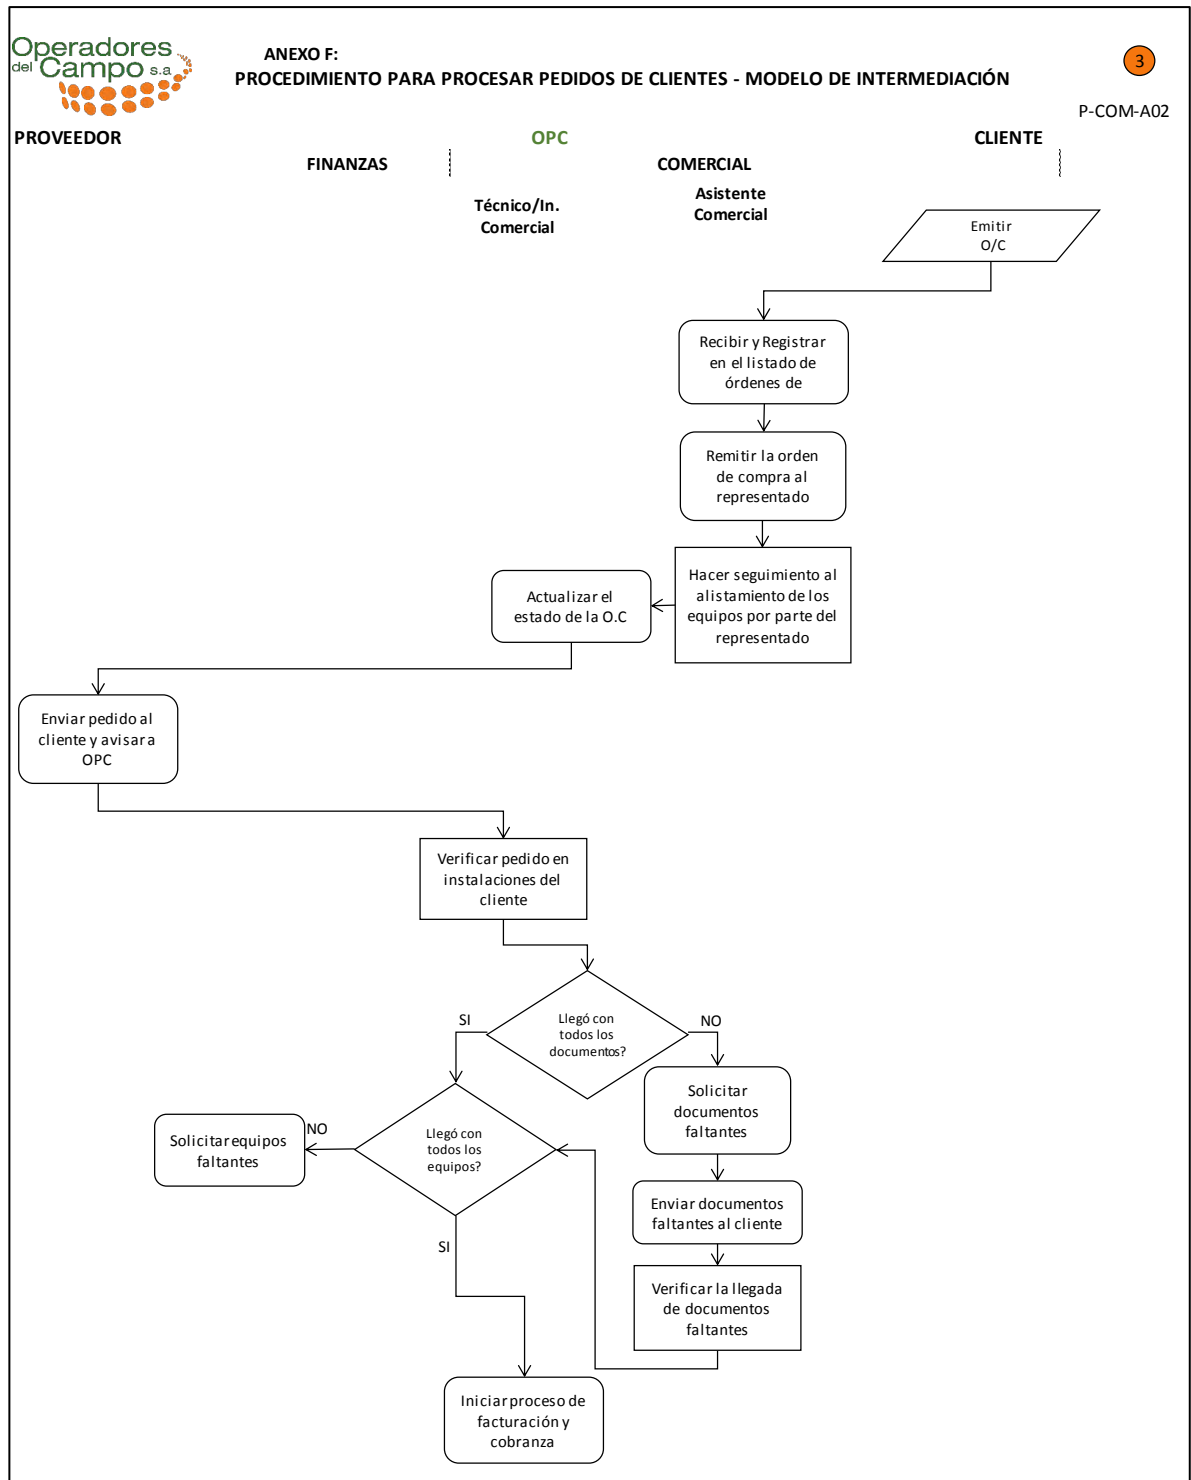 Operadores
del Campo s.a
ANEXO F:
PROCEDIMIENTO PARA PROCESAR PEDIDOS DE CLIENTES - MODELO DE INTERMEDIACIÓN
3
P-COM-A02
PROVEEDOR
OPC
CLIENTE
FINANZAS
COMERCIAL
Técnico/In.
Comercial
Asistente
Comercial
Emitir
O/C
Recibir y Registrar
en el listado de
órdenes de
Remitir la orden
de compra al
representado
Hacer seguimiento al
alistamiento de los
equipos por parte del
representado
Actualizar el
estado de la O.C
Enviar pedido al
cliente y avisar a
OPC
Verificar pedido en
instalaciones del
cliente
Llegó con
todos los
documentos?
SI
NO
Solicitar
documentos
faltantes
Llegó con
todos los
equipos?
NO
Solicitar equipos
faltantes
Enviar documentos
faltantes al cliente
SI
Verificar la llegada
de documentos
faltantes
Iniciar proceso de
facturación y
cobranza